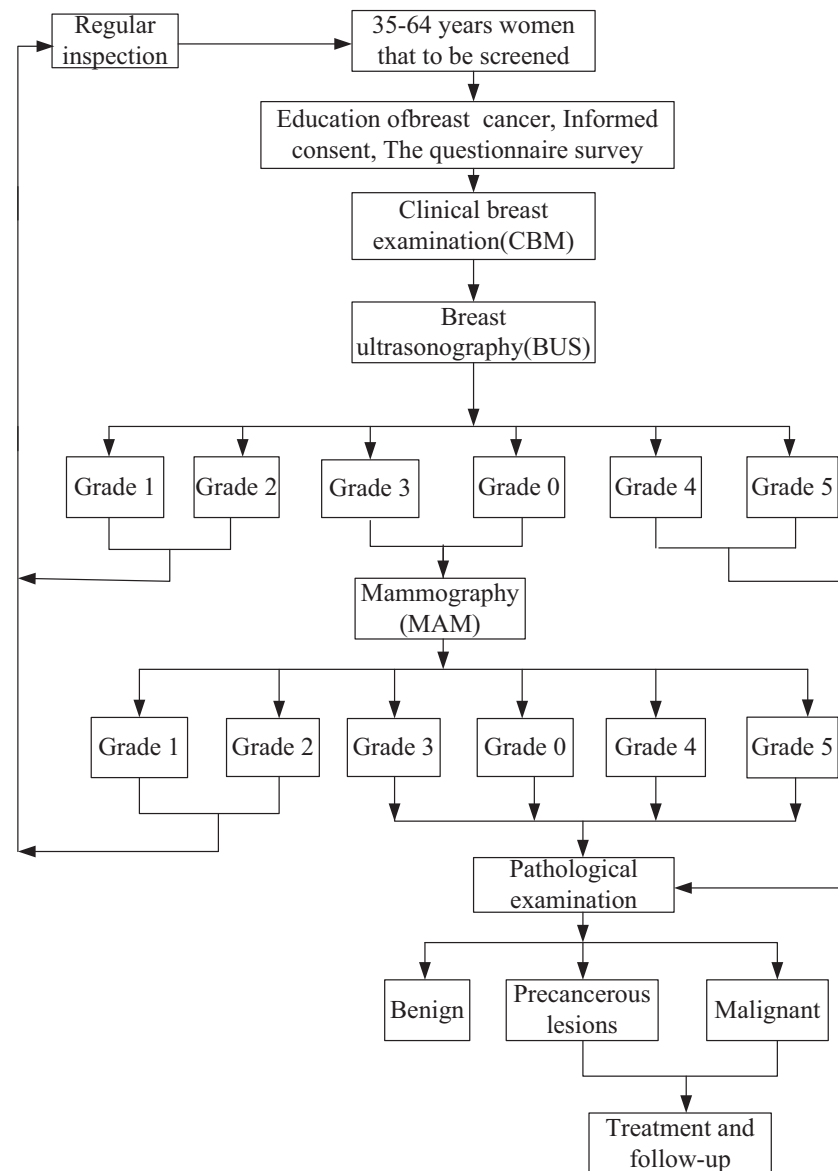 Regular
inspection
35-64 years women
that to be screened
Education ofbreast cancer, Informed
consent, The questionnaire survey
Clinical breast
examination(CBM)
Breast
ultrasonography(BUS)
Grade 1
Grade 2
Grade 3
Grade 0
Grade 4
Grade 5
Mammography
(MAM)
Grade 1
Grade 2
Grade 3
Grade 0
Grade 4
Grade 5
Pathological
examination
Benign
Precancerous
lesions
Malignant
Treatment and
follow-up